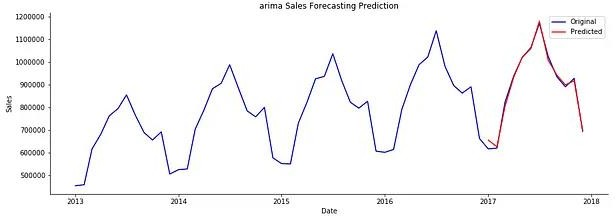 arima Sales Forecasting Prediction
Original
Predicted
1200000
1100000
1000000
900000
800000
700000
600000
500000
Sales
2013 2014 2015 2016 2017 2018
Date